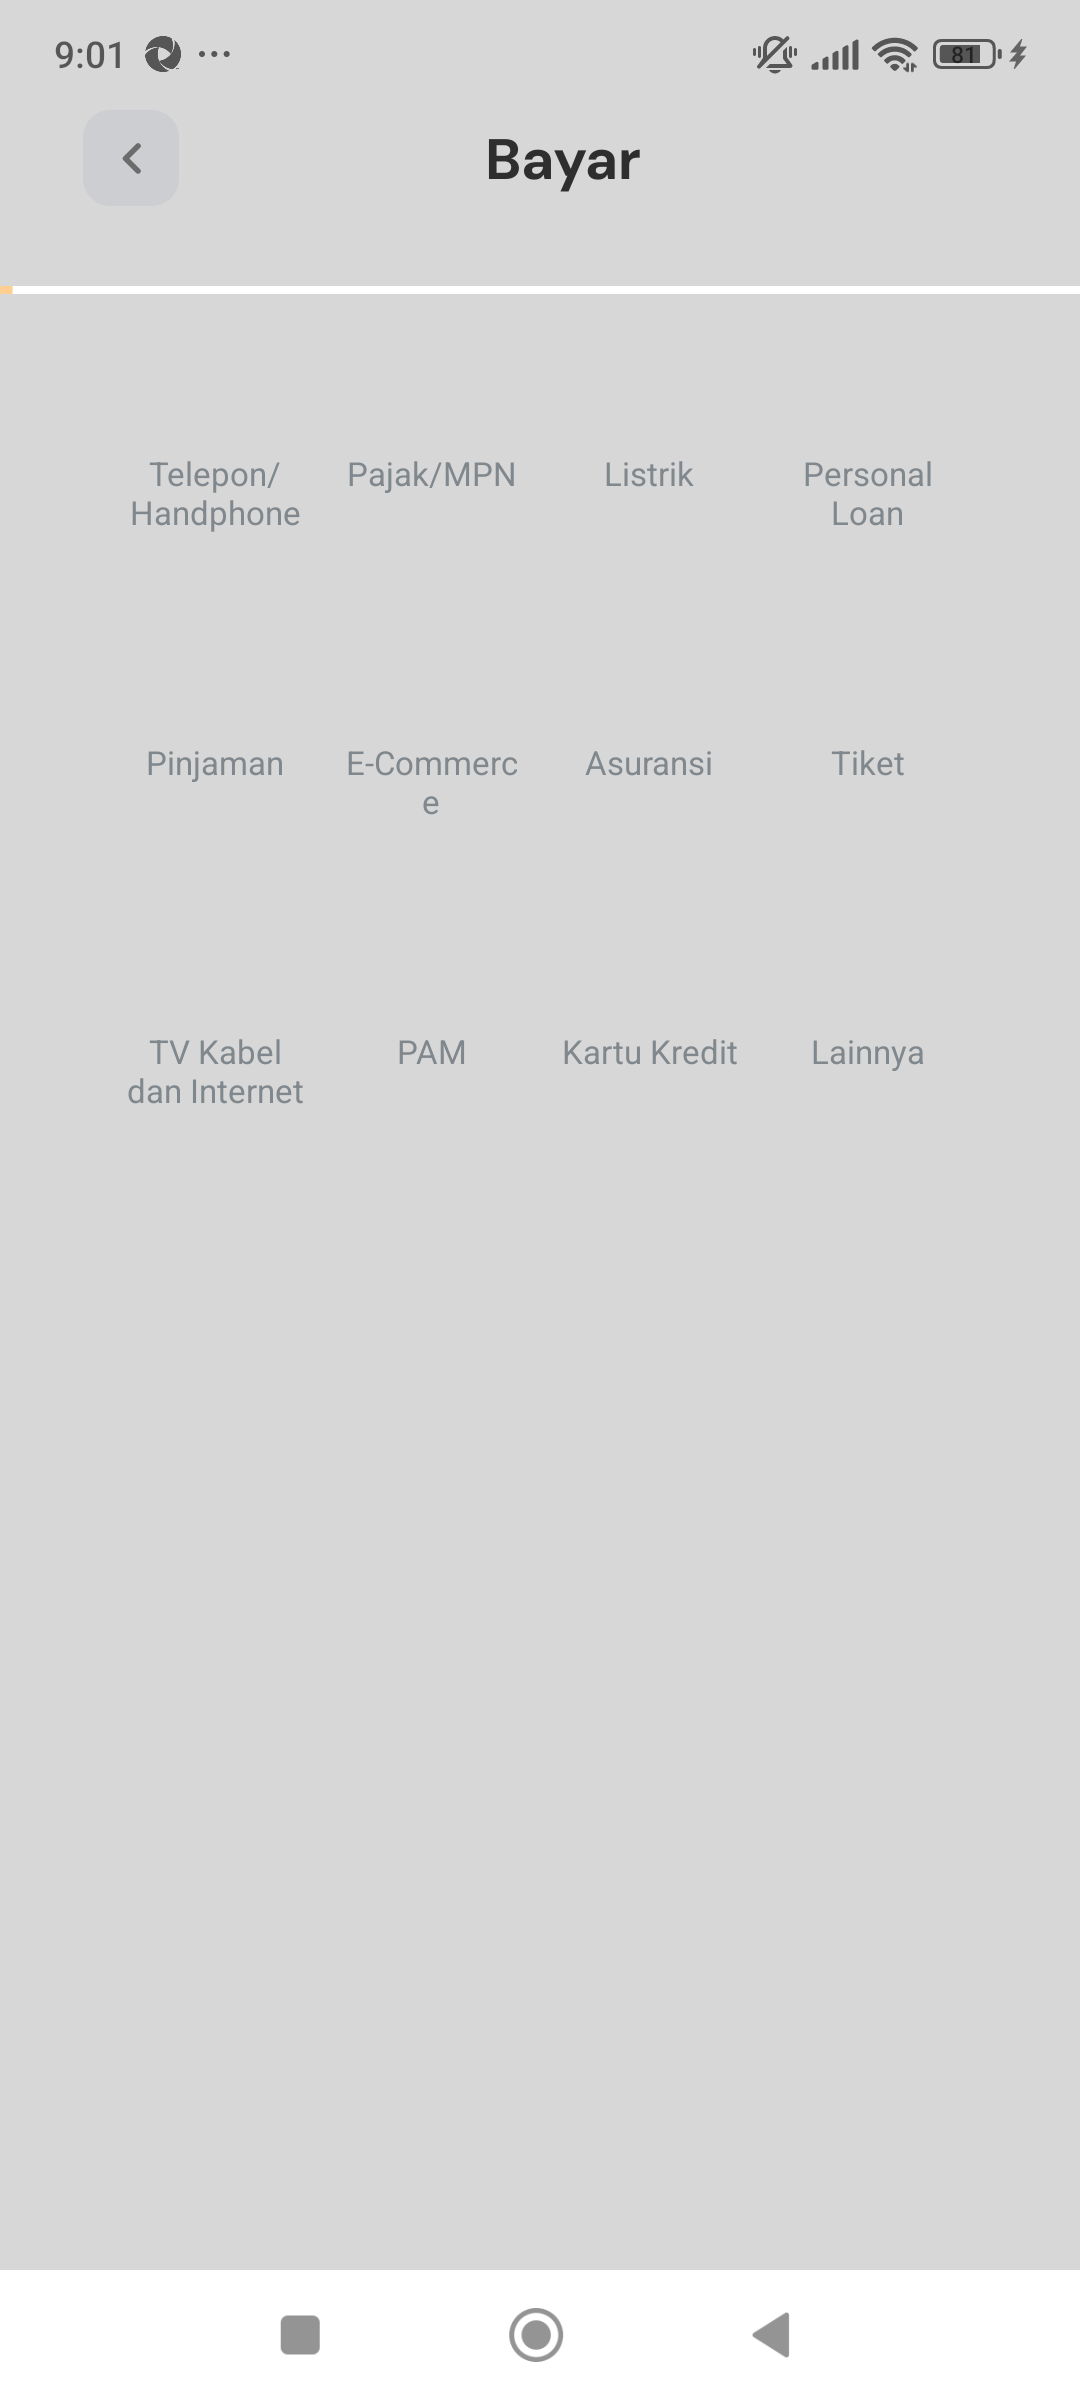 9:01
81
Bayar
Telepon/
Handphone
Pajak/MPN
Listrik
Personal
Loan
Pinjaman
E-Commerc
e
Asuransi
Tiket
TV Kabel
dan Internet
PAM
Kartu Kredit
Lainnya